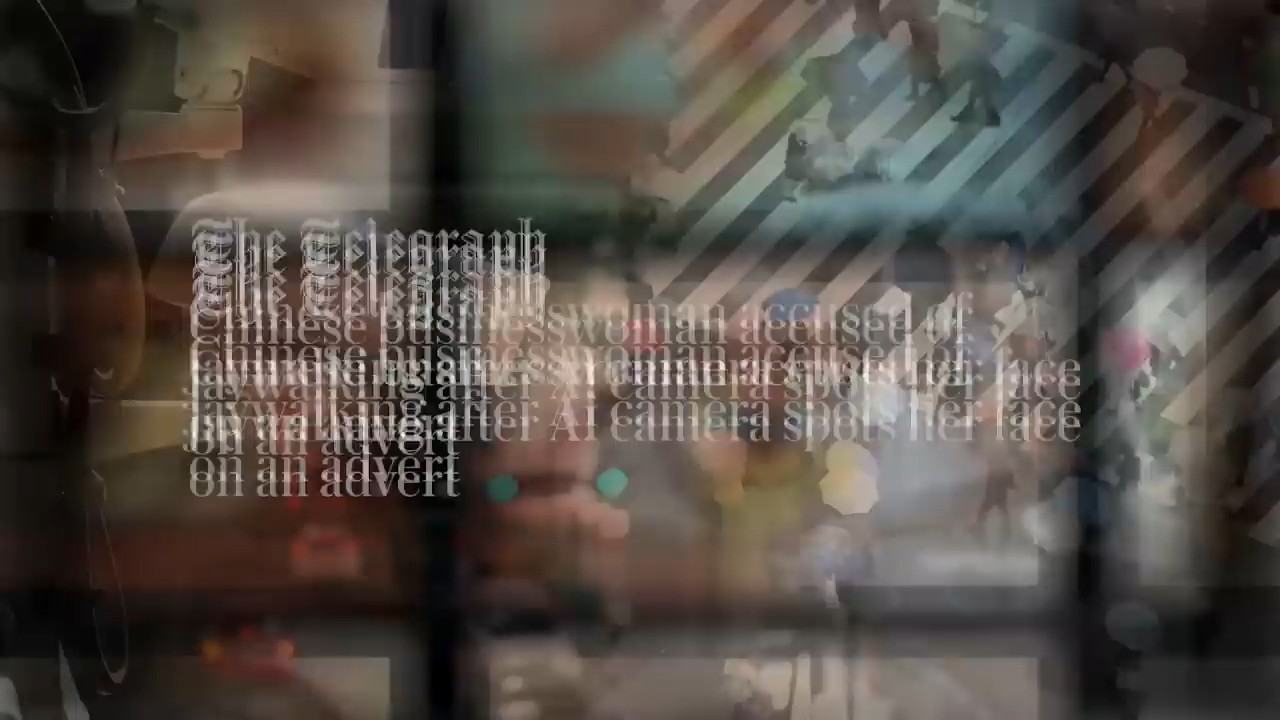 The Telegraph
Chinese businesswoman accused of
jaywalking after AI camera spots her face
on an advert